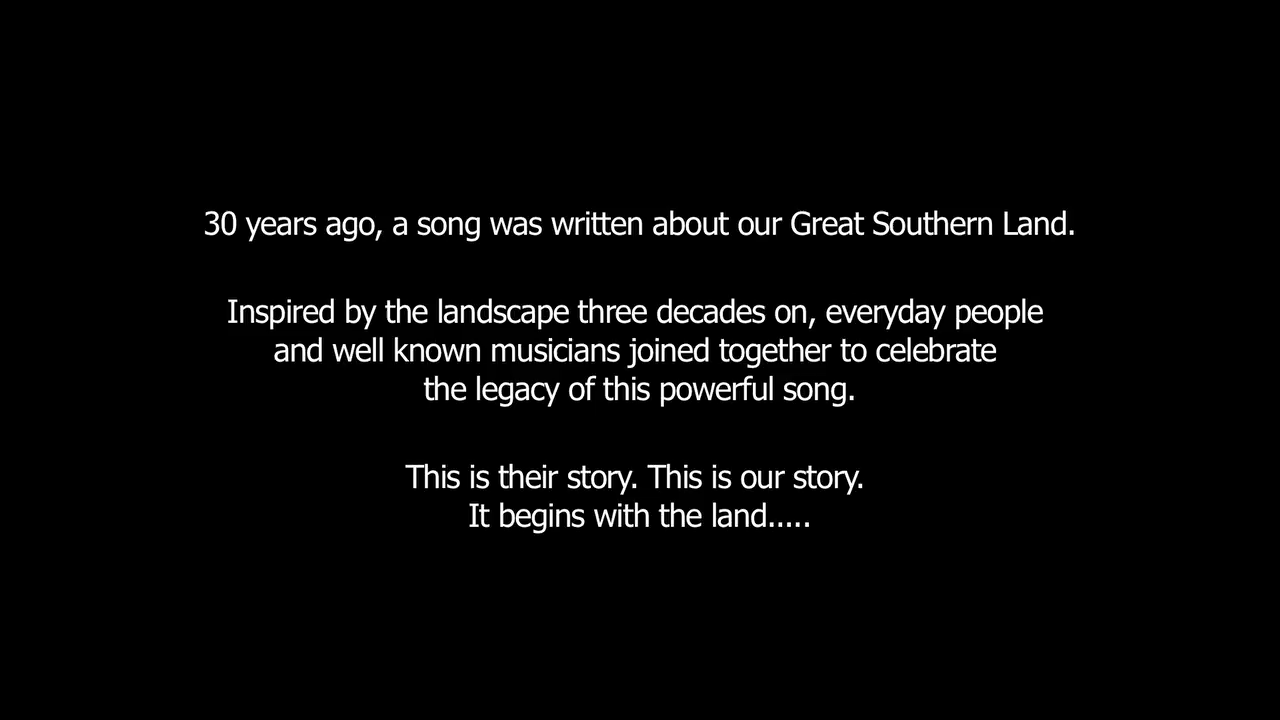 30 years ago, a song was written about our Great Southern Land.
Inspired by the landscape three decades on, everyday people
and well known musicians joined together to celebrate
the legacy of this powerful song.
This is their story. This is our story.
It begins with the land.....